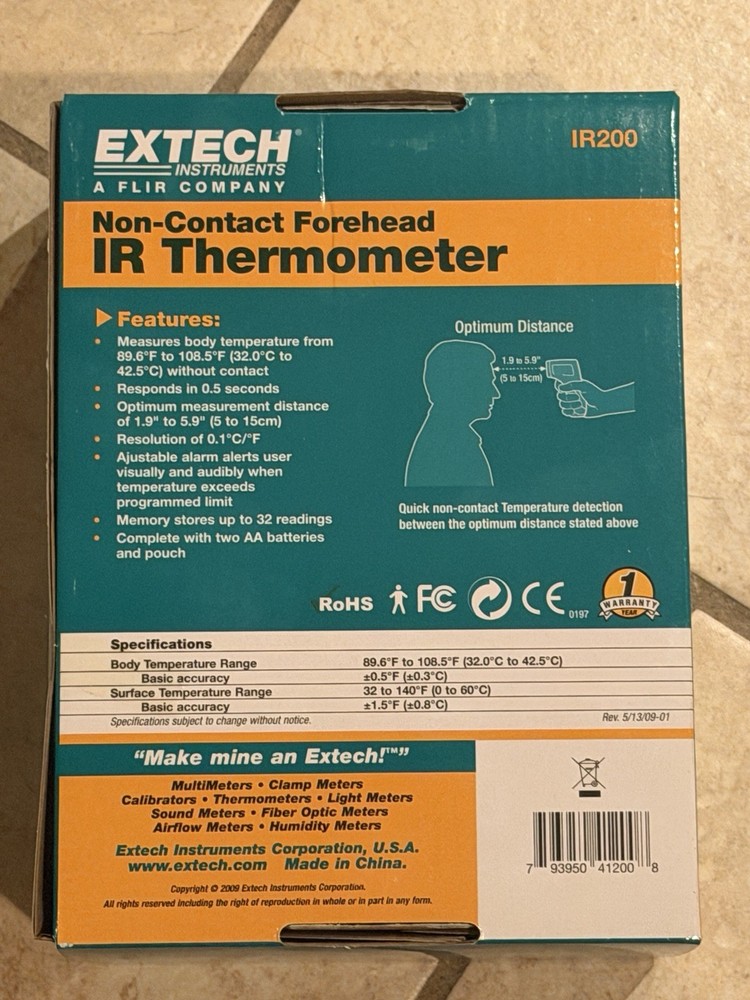 EXTECH®
INSTRUMENTS
A FLIR COMPANY
IR200
Non-Contact Forehead
IR Thermometer
Features:
• Measures body temperature from
89.6°F to 108.5°F (32.0°C to
42.5°C) without contact
• Responds in 0.5 seconds
• Optimum measurement distance
of 1.9" to 5.9" (5 to 15cm)
• Resolution of 0.1°C/°F
• Ajustable alarm alerts user
visually and audibly when
temperature exceeds
programmed limit
• Memory stores up to 32 readings
• Complete with two AA batteries
and pouch
Optimum Distance
1.9 to 5.9"
(5 to 15cm)
Quick non-contact Temperature detection
between the optimum distance stated above
RoHS FC CE 0197
1
WARRANTY
YEAR
Specifications
Body Temperature Range 89.6°F to 108.5°F (32.0°C to 42.5°C)
Basic accuracy ±0.5°F (±0.3°C)
Surface Temperature Range 32 to 140°F (0 to 60°C)
Basic accuracy ±1.5°F (±0.8°C)
Specifications subject to change without notice. Rev. 5/13/09-01
“Make mine an Extech!™”
MultiMeters • Clamp Meters
Calibrators • Thermometers • Light Meters
Sound Meters • Fiber Optic Meters
Airflow Meters • Humidity Meters
Extech Instruments Corporation, U.S.A.
www.extech.com Made in China.
Copyright © 2009 Extech Instruments Corporation.
All rights reserved including the right of reproduction in whole or in part in any form.
7 93950 41200 8